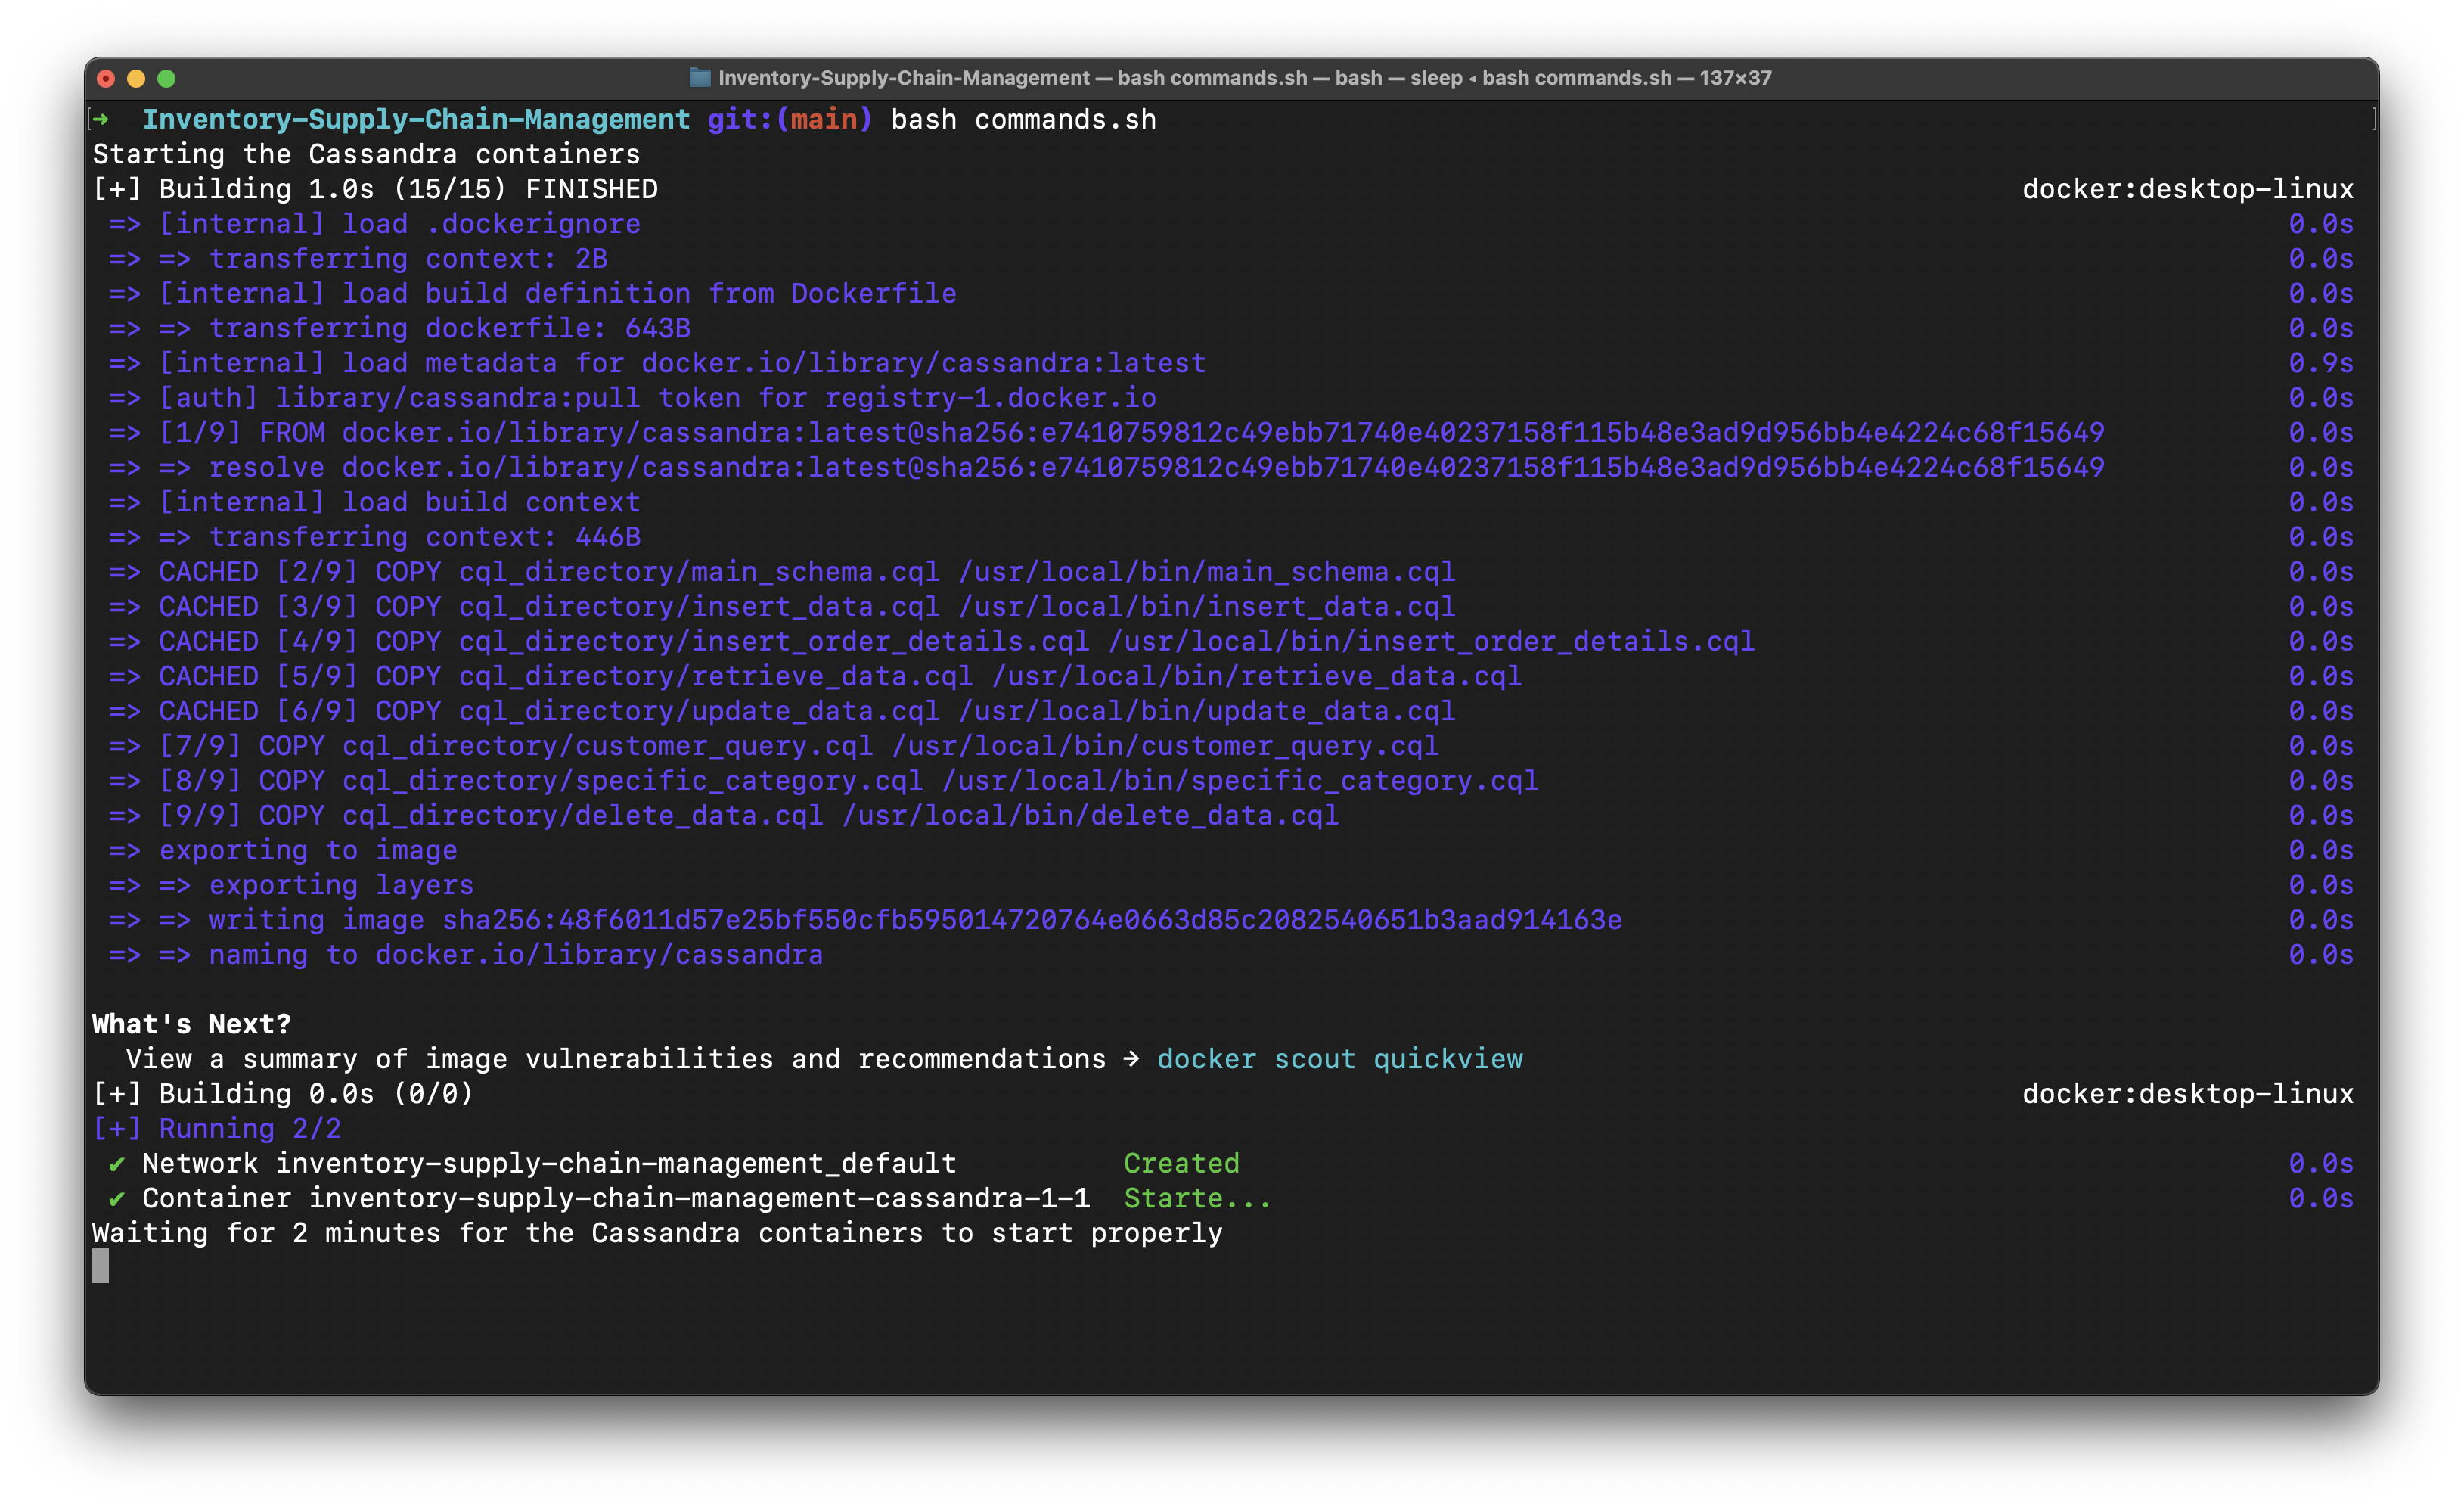 Inventory-Supply-Chain-Management — bash commands.sh — bash — sleep ◂ bash commands.sh — 137×37
[➜  Inventory-Supply-Chain-Management git:(main) bash commands.sh ]
Starting the Cassandra containers
[+] Building 1.0s (15/15) FINISHED docker:desktop-linux
=> [internal] load .dockerignore 0.0s
=> => transferring context: 2B 0.0s
=> [internal] load build definition from Dockerfile 0.0s
=> => transferring dockerfile: 643B 0.0s
=> [internal] load metadata for docker.io/library/cassandra:latest 0.9s
=> [auth] library/cassandra:pull token for registry-1.docker.io 0.0s
=> [1/9] FROM docker.io/library/cassandra:latest@sha256:e7410759812c49ebb71740e40237158f115b48e3ad9d956bb4e4224c68f15649 0.0s
=> => resolve docker.io/library/cassandra:latest@sha256:e7410759812c49ebb71740e40237158f115b48e3ad9d956bb4e4224c68f15649 0.0s
=> [internal] load build context 0.0s
=> => transferring context: 446B 0.0s
=> CACHED [2/9] COPY cql_directory/main_schema.cql /usr/local/bin/main_schema.cql 0.0s
=> CACHED [3/9] COPY cql_directory/insert_data.cql /usr/local/bin/insert_data.cql 0.0s
=> CACHED [4/9] COPY cql_directory/insert_order_details.cql /usr/local/bin/insert_order_details.cql 0.0s
=> CACHED [5/9] COPY cql_directory/retrieve_data.cql /usr/local/bin/retrieve_data.cql 0.0s
=> CACHED [6/9] COPY cql_directory/update_data.cql /usr/local/bin/update_data.cql 0.0s
=> [7/9] COPY cql_directory/customer_query.cql /usr/local/bin/customer_query.cql 0.0s
=> [8/9] COPY cql_directory/specific_category.cql /usr/local/bin/specific_category.cql 0.0s
=> [9/9] COPY cql_directory/delete_data.cql /usr/local/bin/delete_data.cql 0.0s
=> exporting to image 0.0s
=> => exporting layers 0.0s
=> => writing image sha256:48f6011d57e25bf550cfb595014720764e0663d85c2082540651b3aad914163e 0.0s
=> => naming to docker.io/library/cassandra 0.0s
What's Next?
View a summary of image vulnerabilities and recommendations → docker scout quickview
[+] Building 0.0s (0/0) docker:desktop-linux
[+] Running 2/2
✔ Network inventory-supply-chain-management_default Created 0.0s
✔ Container inventory-supply-chain-management-cassandra-1-1 Starte... 0.0s
Waiting for 2 minutes for the Cassandra containers to start properly